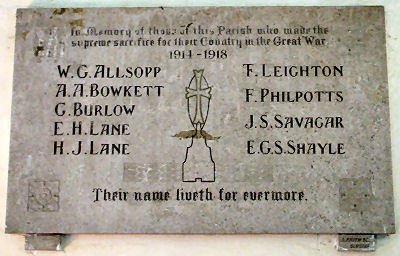 In Memory of those of this Parish who made the
supreme sacrifice for their Country in the Great War.
1914-1918
W. G. ALLSOPP
A. A. BOWKETT
G. BURLOW
E. H. LANE
H. J. LANE
F. LEIGHTON
F. PHILPOTTS
J. S. SAVAGAR
E. G. S. SHAYLE
Their name liveth for evermore.